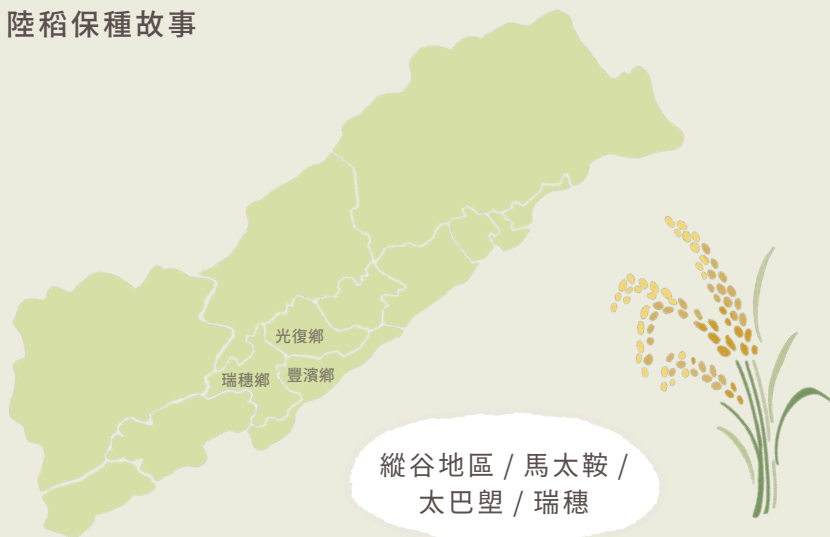 陸稻保種故事
光復鄉
瑞穗鄉
豐濱鄉
縱谷地區 / 馬太鞍 /
太巴塱 / 瑞穗